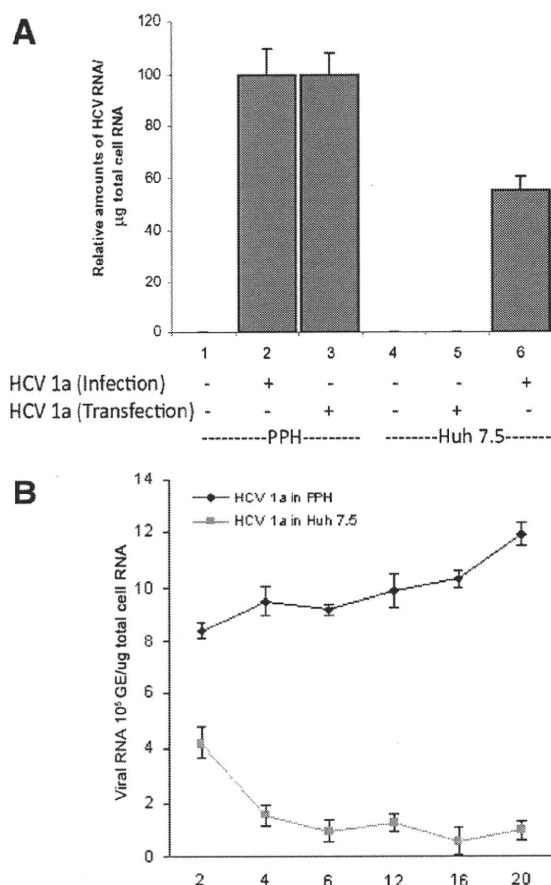 A
Relative amounts of HCV RNA/
µg total cell RNA
120
100
80
60
40
20
0
1 2 3 4 5 6
HCV 1a (Infection) - + - - - +
HCV 1a (Transfection) - - + - + -
--------PPH-------- --------Huh 7.5--------
B
Viral RNA 10⁵ GE/ug total cell RNA
14
12
10
8
6
4
2
0
HCV 1a in PPH
HCV 1a in Huh 7.5
2 4 6 12 16 20